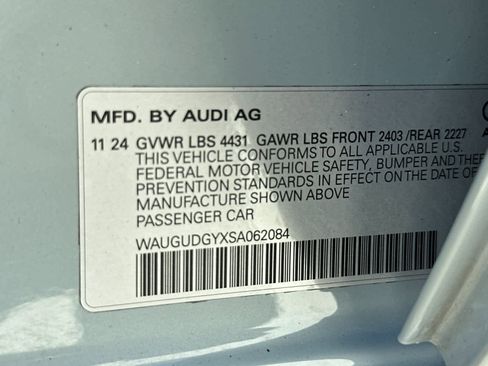 MFD. BY AUDI AG
11 24 GVWR LBS 4431 GAWR LBS FRONT 2403 /REAR 2227
THIS VEHICLE CONFORMS TO ALL APPLICABLE U.S.
FEDERAL MOTOR VEHICLE SAFETY, BUMPER AND THEF
PREVENTION STANDARDS IN EFFECT ON THE DATE O
MANUFACTURE SHOWN ABOVE
PASSENGER CAR
WAUGUDGYXSA062084